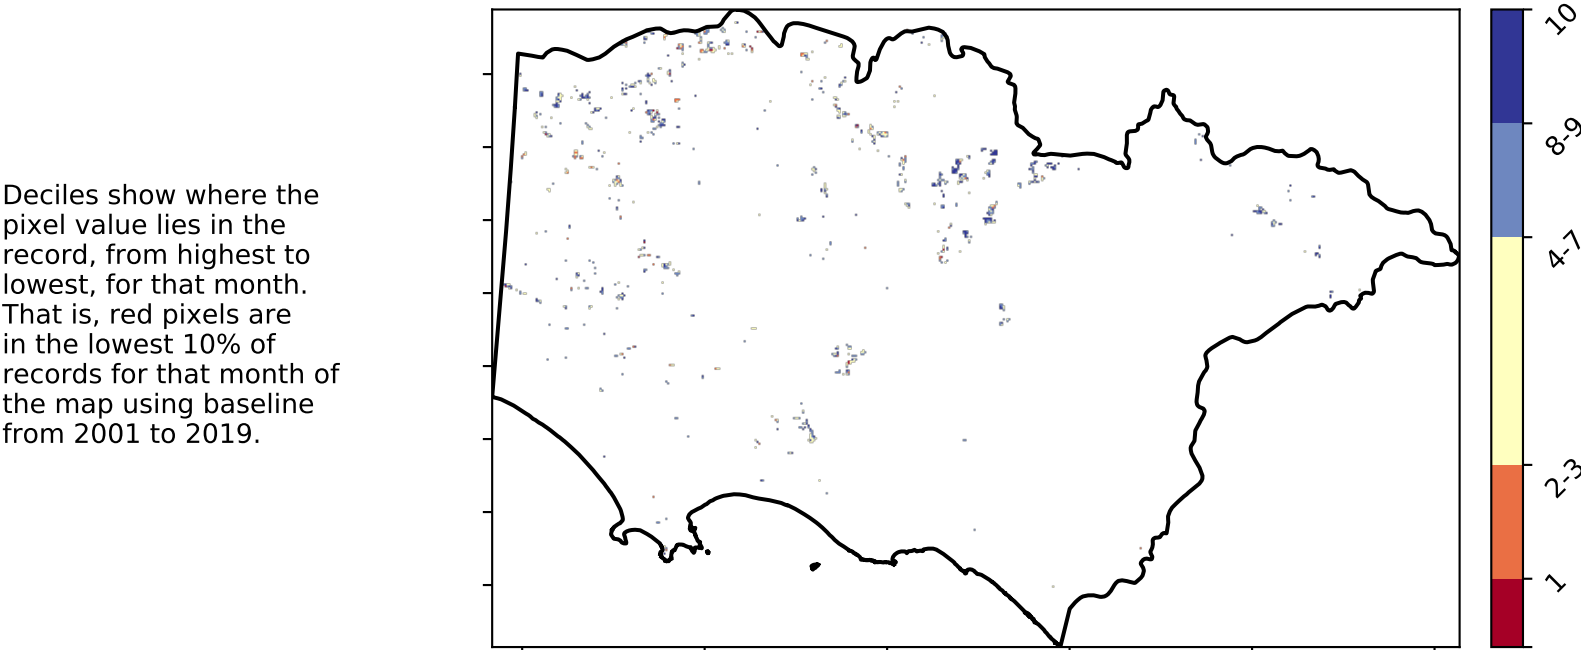 Deciles show where the
pixel value lies in the
record, from highest to
lowest, for that month.
That is, red pixels are
in the lowest 10% of
records for that month of
the map using baseline
from 2001 to 2019.
10
8-9
4-7
2-3
1